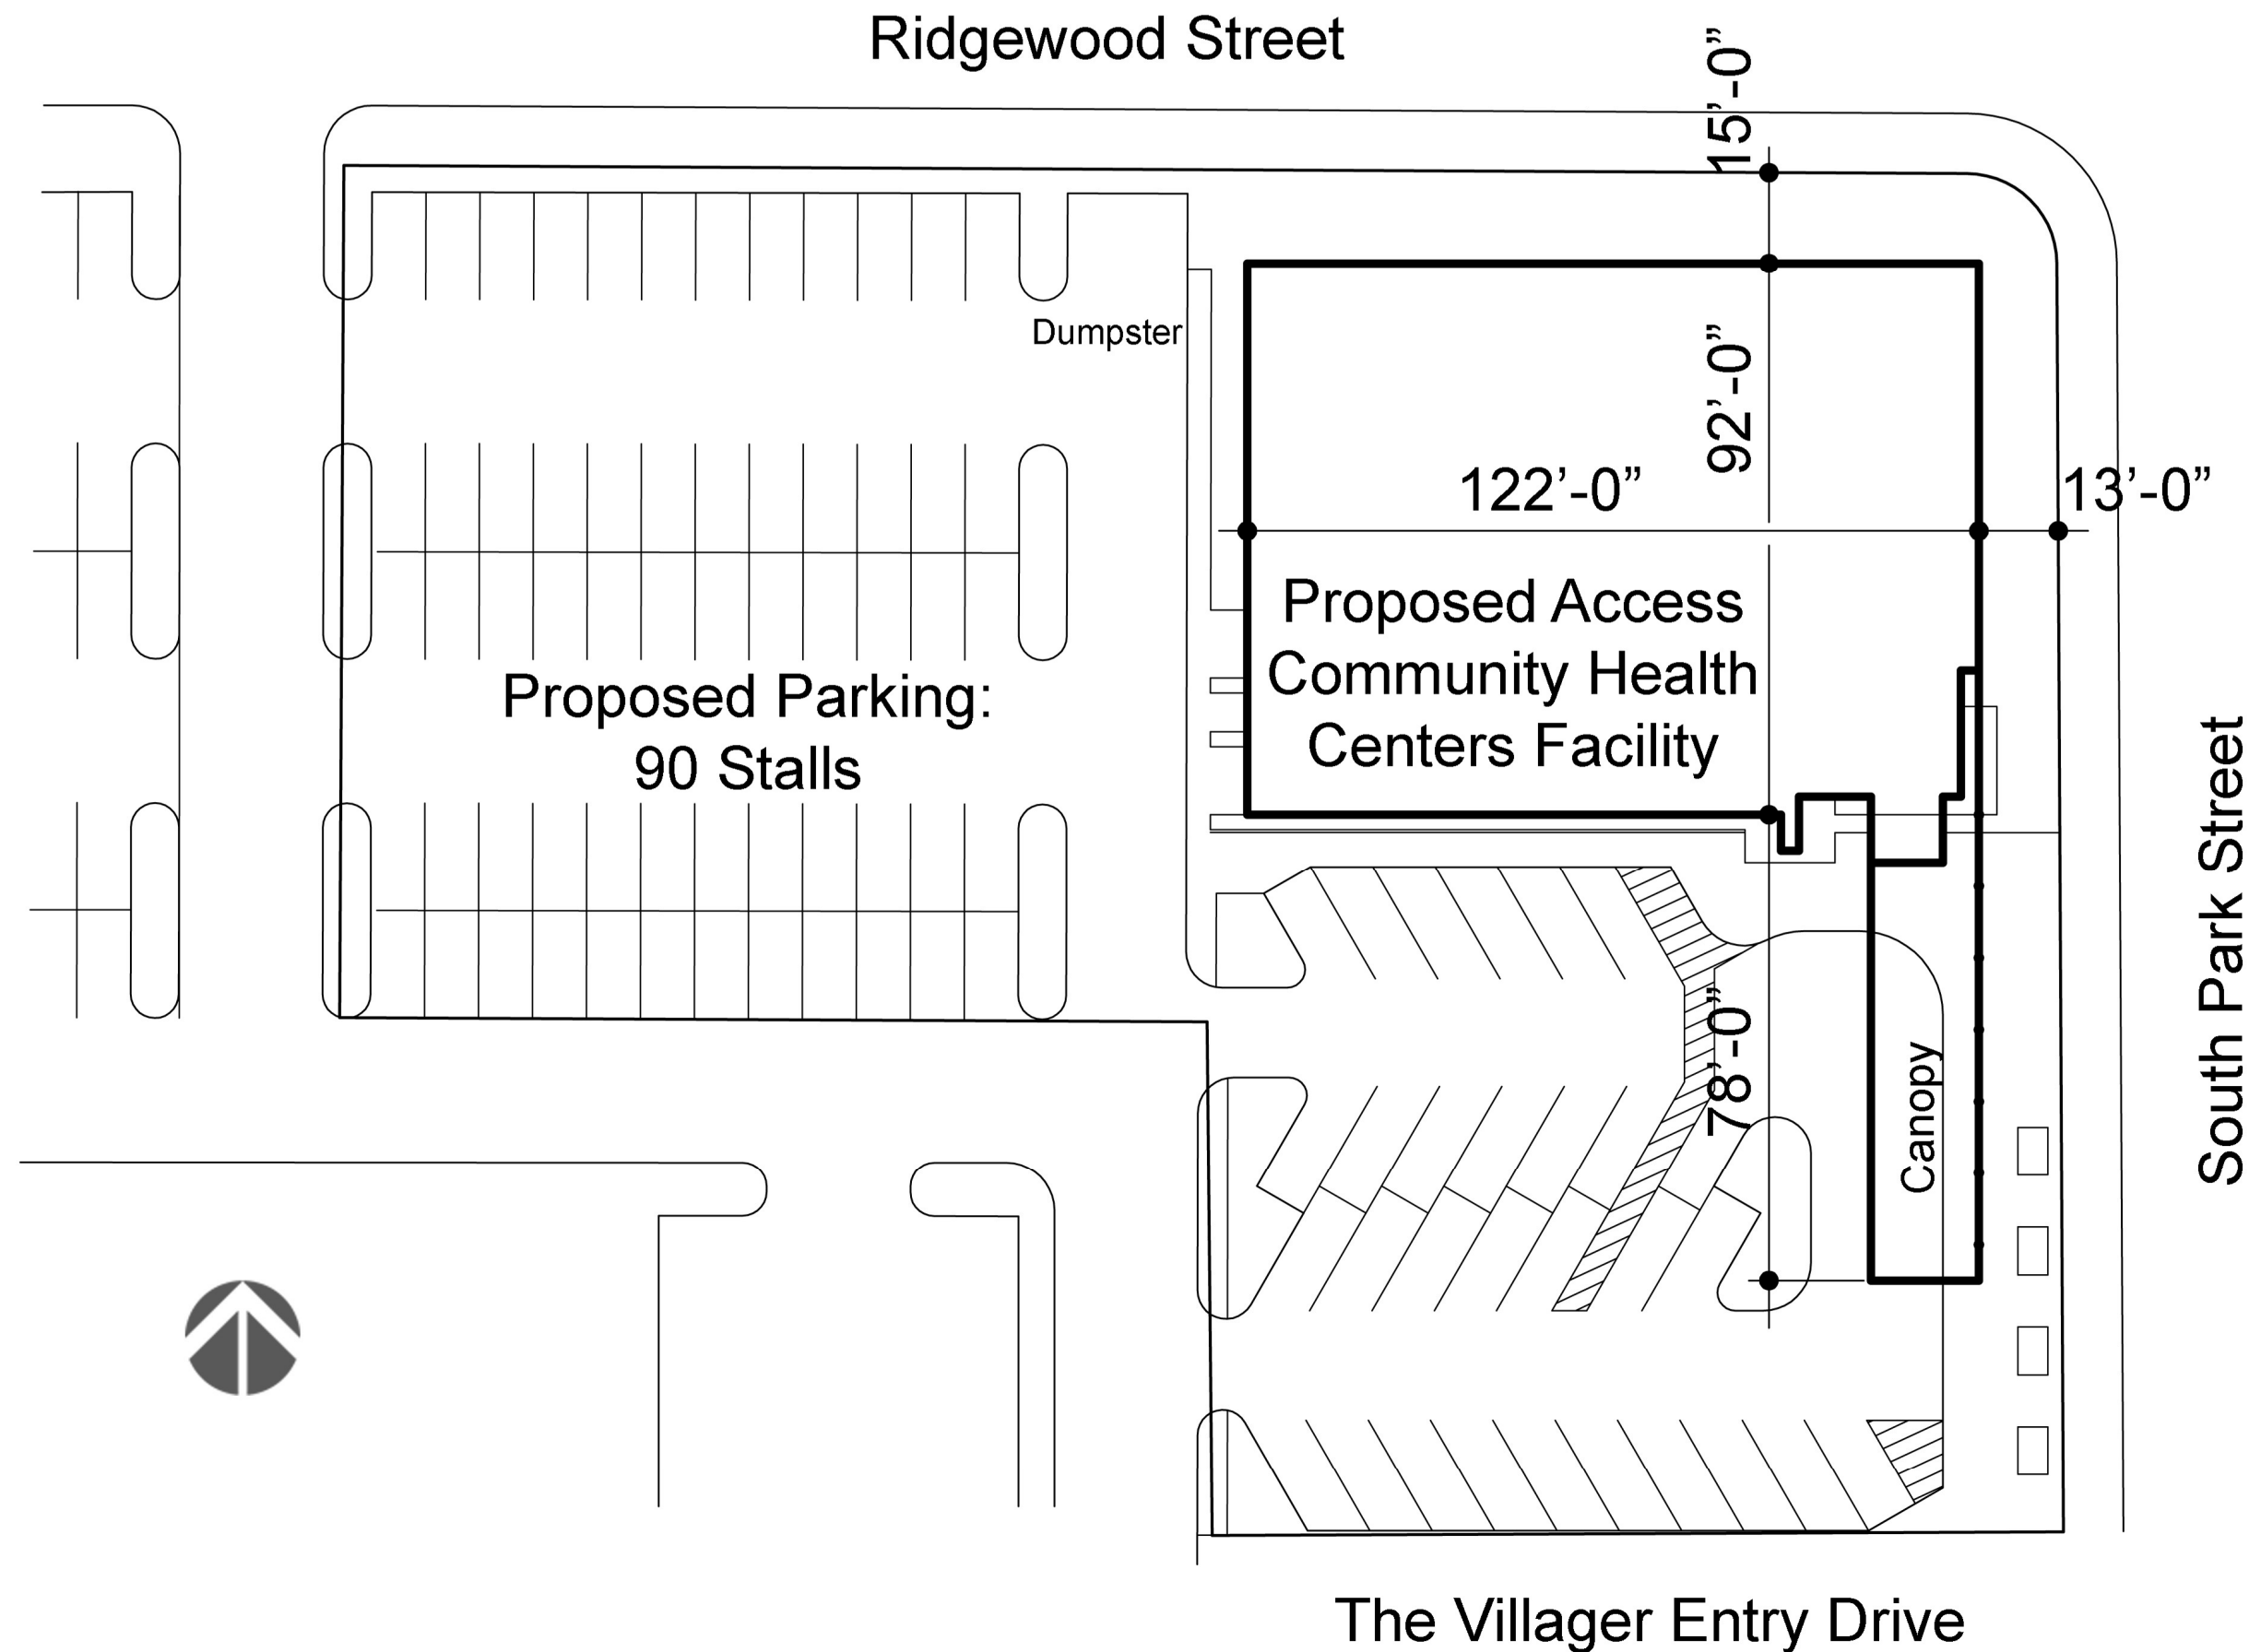 Ridgewood Street
15’-0”
Dumpster
92’-0”
122’-0”
13’-0”
Proposed Access
Community Health
Centers Facility
Proposed Parking:
90 Stalls
South Park Street
78’-0”
Canopy
The Villager Entry Drive